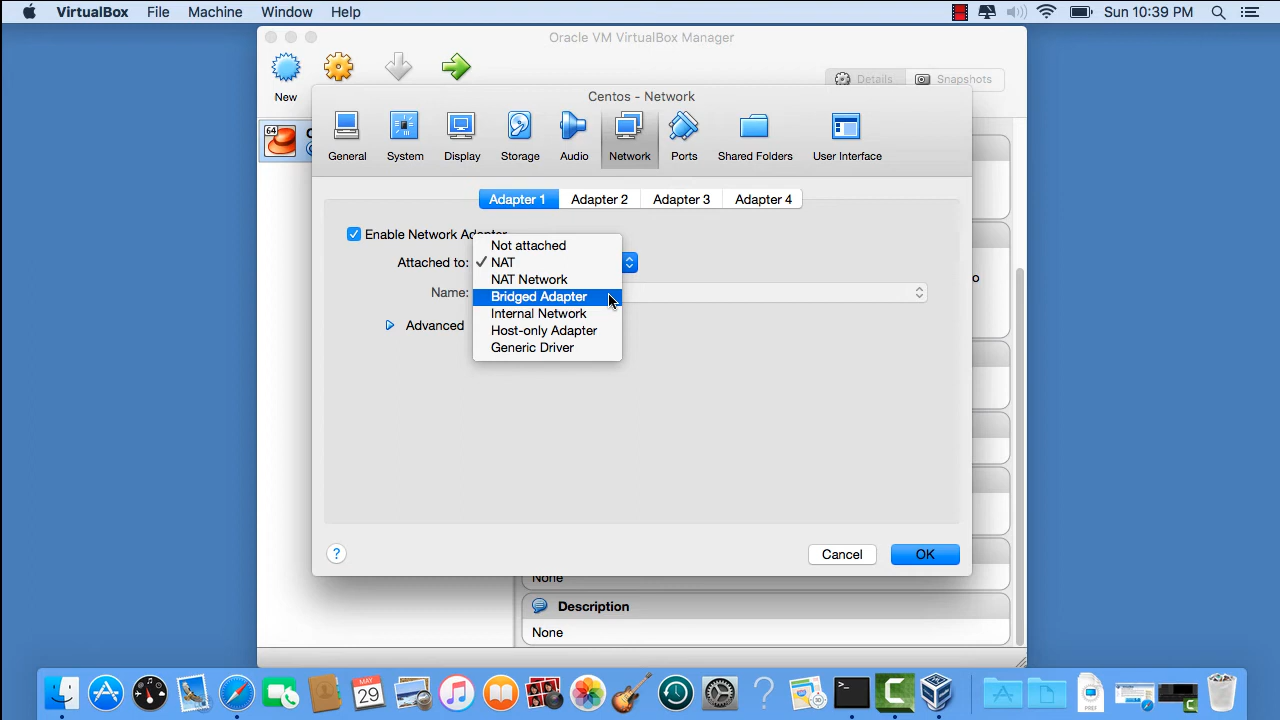 VirtualBox File Machine Window Help Sun 10:39 PM
Oracle VM VirtualBox Manager
New
Details Snapshots
Centos - Network
64
General System Display Storage Audio Network Ports Shared Folders User Interface
Adapter 1 Adapter 2 Adapter 3 Adapter 4
Enable Network
Not attached
Attached to: ✓ NAT
NAT Network
Name:
Bridged Adapter
Internal Network
Advanced
Host-only Adapter
Generic Driver
?
Cancel OK
None
Description
None
MAY
29